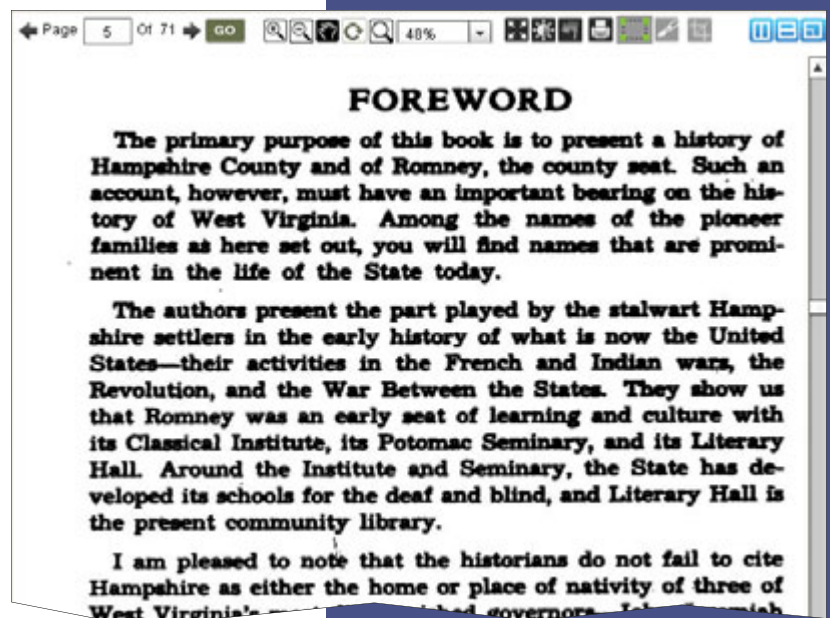 Page 5 Of 71 GO 40%
FOREWORD
The primary purpose of this book is to present a history of
Hampshire County and of Romney, the county seat. Such an
account, however, must have an important bearing on the his-
tory of West Virginia. Among the names of the pioneer
families as here set out, you will find names that are promi-
nent in the life of the State today.
The authors present the part played by the stalwart Hamp-
shire settlers in the early history of what is now the United
States—their activities in the French and Indian wars, the
Revolution, and the War Between the States. They show us
that Romney was an early seat of learning and culture with
its Classical Institute, its Potomac Seminary, and its Literary
Hall. Around the Institute and Seminary, the State has de-
veloped its schools for the deaf and blind, and Literary Hall is
the present community library.
I am pleased to note that the historians do not fail to cite
Hampshire as either the home or place of nativity of three of
West Virginia's governors